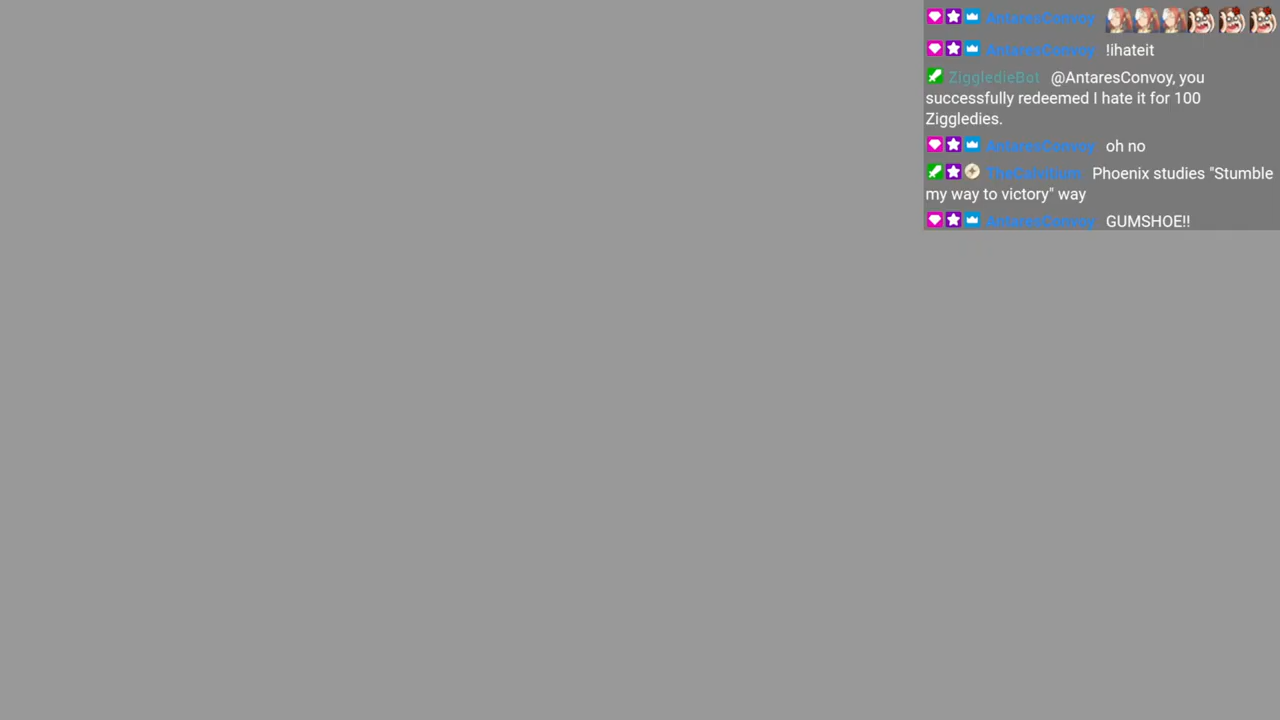 AntaresConvoy
AntaresConvoy !ihateit
ZiggledieBot @AntaresConvoy, you
successfully redeemed I hate it for 100
Ziggledies.
AntaresConvoy oh no
Phoenix studies "Stumble
my way to victory" way
AntaresConvoy GUMSHOE!!